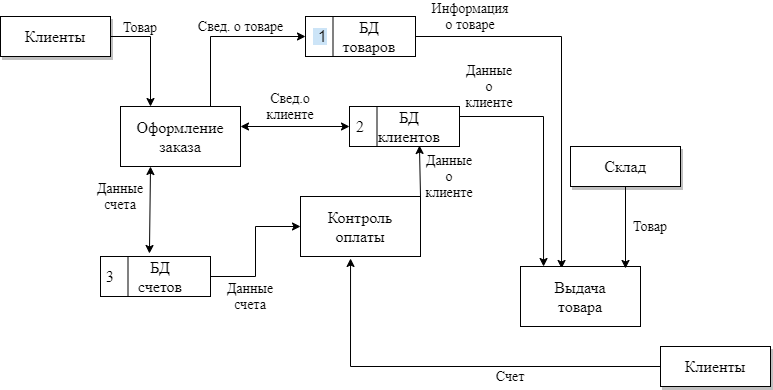 Информация
о товаре
Клиенты
Товар
Свед. о товаре
1
БД
товаров
Данные
о
клиенте
Свед.о
клиенте
Оформление
заказа
2
БД
клиентов
Данные
о
клиенте
Склад
Данные
счета
Контроль
оплаты
Товар
3
БД
счетов
Данные
счета
Выдача
товара
Счет
Клиенты